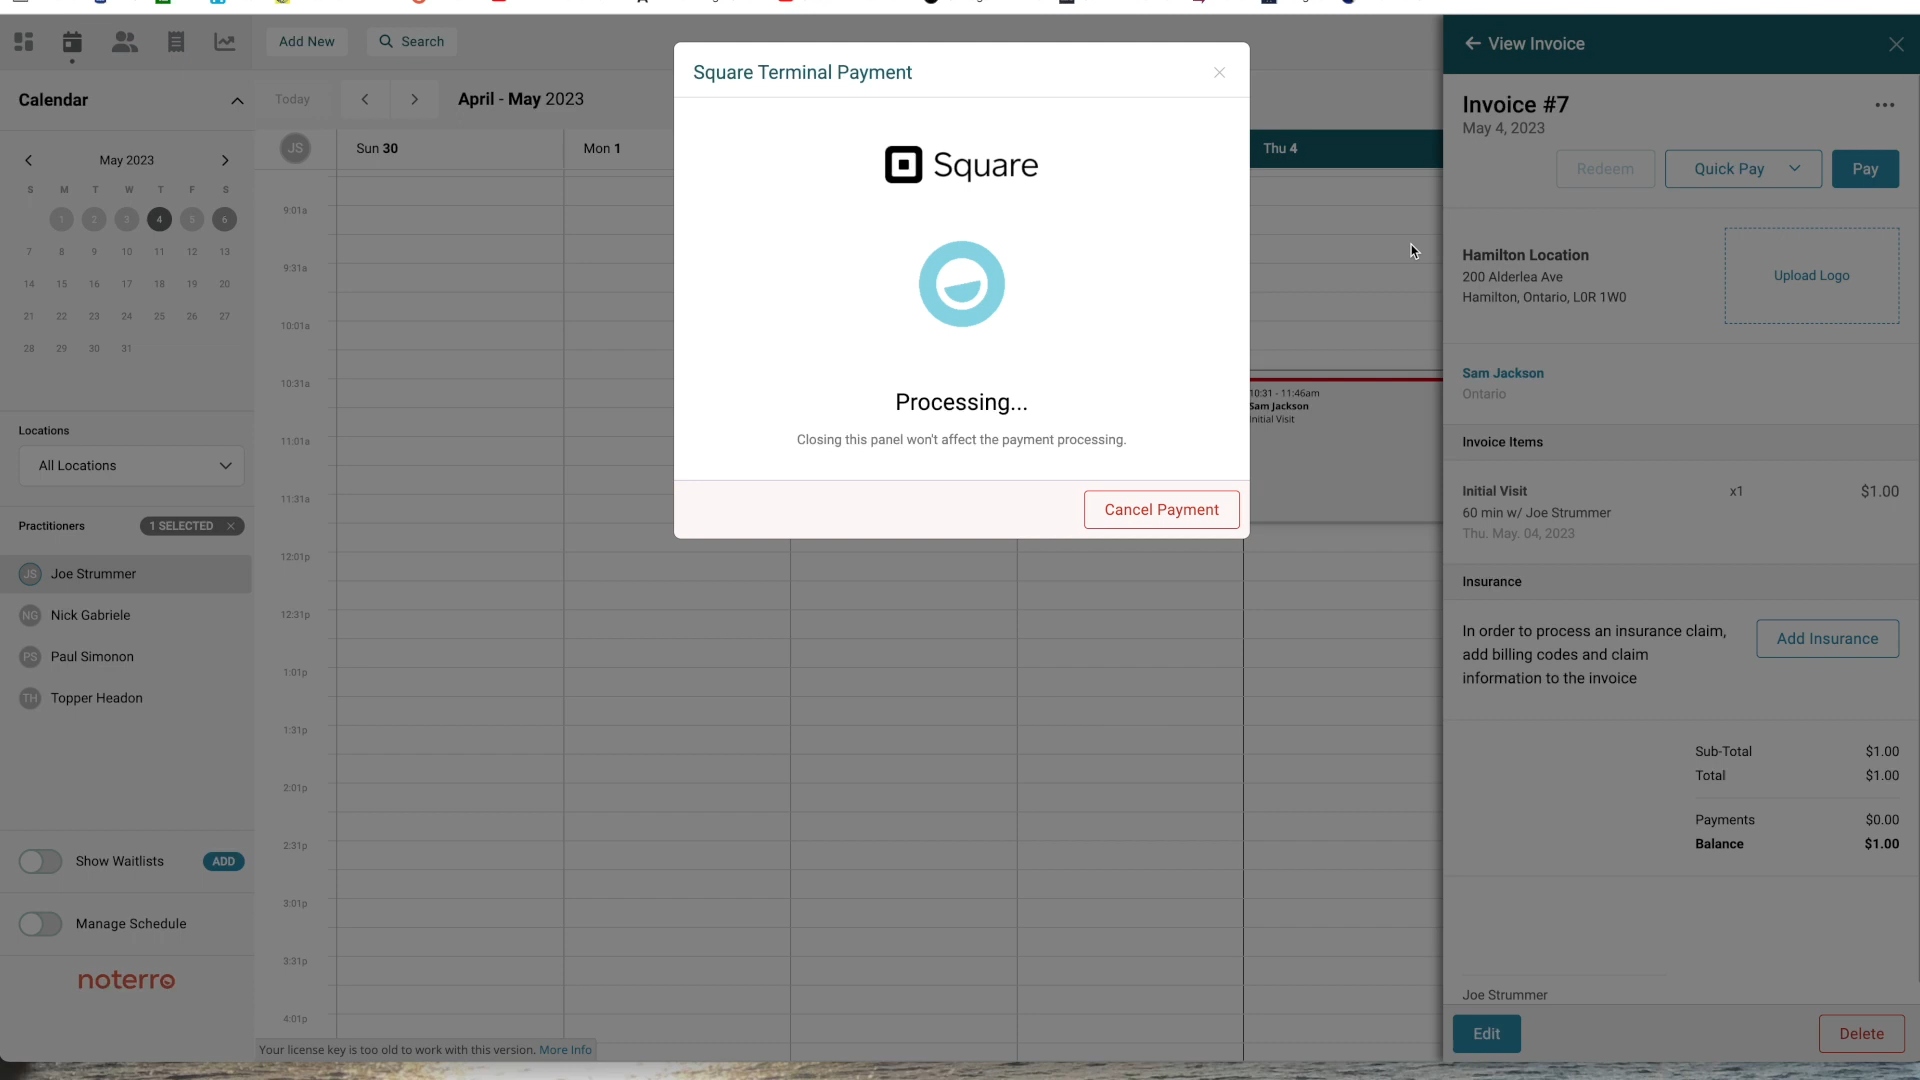 Add New
Search
Calendar
Today
April - May 2023
May 2023
S M T W T F S
1 2 3 4 5 6
7 8 9 10 11 12 13
14 15 16 17 18 19 20
21 22 23 24 25 26 27
28 29 30 31
Locations
All Locations
Practitioners
1 SELECTED
JS Joe Strummer
NG Nick Gabriele
PS Paul Simonon
TH Topper Headon
Show Waitlists
ADD
Manage Schedule
noterro
JS
Sun 30
Mon 1
Thu 4
9:01a
9:31a
10:01a
10:31a
11:01a
11:31a
12:01p
12:31p
1:01p
1:31p
2:01p
2:31p
3:01p
3:31p
4:01p
10:31 - 11:46am
Sam Jackson
Initial Visit
Your license key is too old to work with this version. More Info
Square Terminal Payment
Square
Processing...
Closing this panel won't affect the payment processing.
Cancel Payment
View Invoice
Invoice #7
May 4, 2023
Redeem
Quick Pay
Pay
Hamilton Location
200 Alderlea Ave
Hamilton, Ontario, L0R 1W0
Upload Logo
Sam Jackson
Ontario
Invoice Items
Initial Visit x1 $1.00
60 min w/ Joe Strummer
Thu. May. 04, 2023
Insurance
In order to process an insurance claim,
add billing codes and claim
information to the invoice
Add Insurance
Sub-Total $1.00
Total $1.00
Payments $0.00
Balance $1.00
Joe Strummer
Edit
Delete